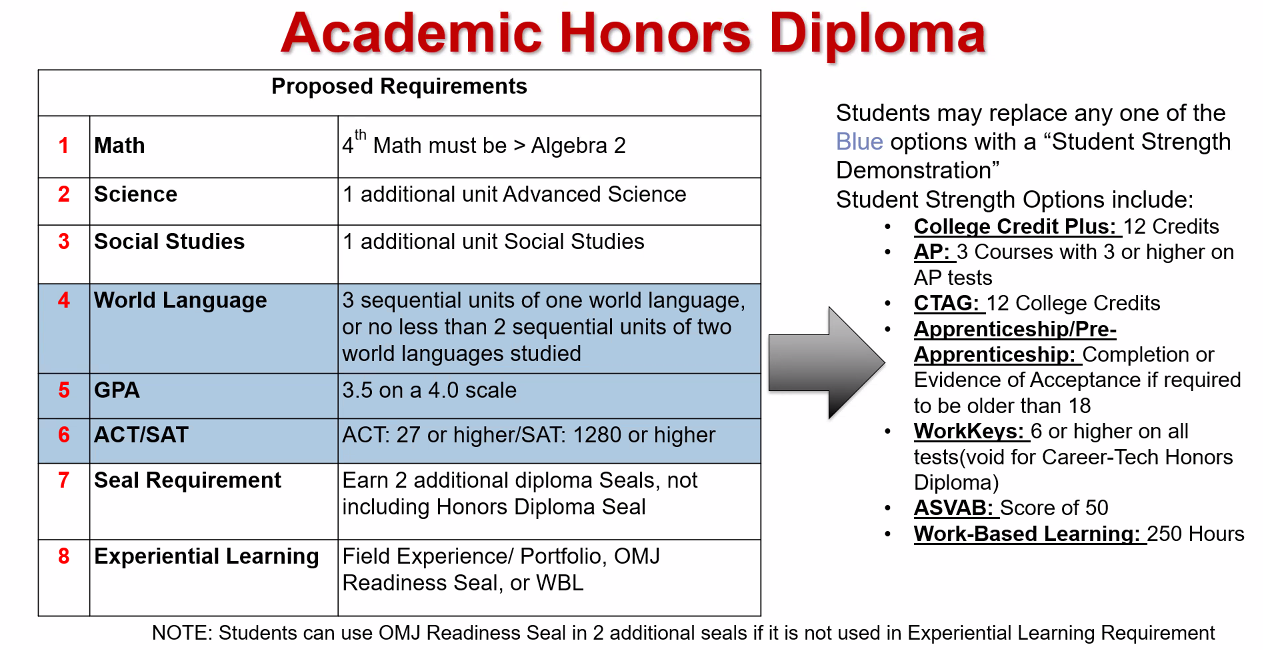 Academic Honors Diploma
Proposed Requirements
1 Math 4th Math must be > Algebra 2
2 Science 1 additional unit Advanced Science
3 Social Studies 1 additional unit Social Studies
4 World Language 3 sequential units of one world language,
or no less than 2 sequential units of two
world languages studied
5 GPA 3.5 on a 4.0 scale
6 ACT/SAT ACT: 27 or higher/SAT: 1280 or higher
7 Seal Requirement Earn 2 additional diploma Seals, not
including Honors Diploma Seal
8 Experiential Learning Field Experience/ Portfolio, OMJ
Readiness Seal, or WBL
Students may replace any one of the
Blue options with a “Student Strength
Demonstration”
Student Strength Options include:
• College Credit Plus: 12 Credits
• AP: 3 Courses with 3 or higher on
AP tests
• CTAG: 12 College Credits
• Apprenticeship/Pre-
Apprenticeship: Completion or
Evidence of Acceptance if required
to be older than 18
• WorkKeys: 6 or higher on all
tests(void for Career-Tech Honors
Diploma)
• ASVAB: Score of 50
• Work-Based Learning: 250 Hours
NOTE: Students can use OMJ Readiness Seal in 2 additional seals if it is not used in Experiential Learning Requirement